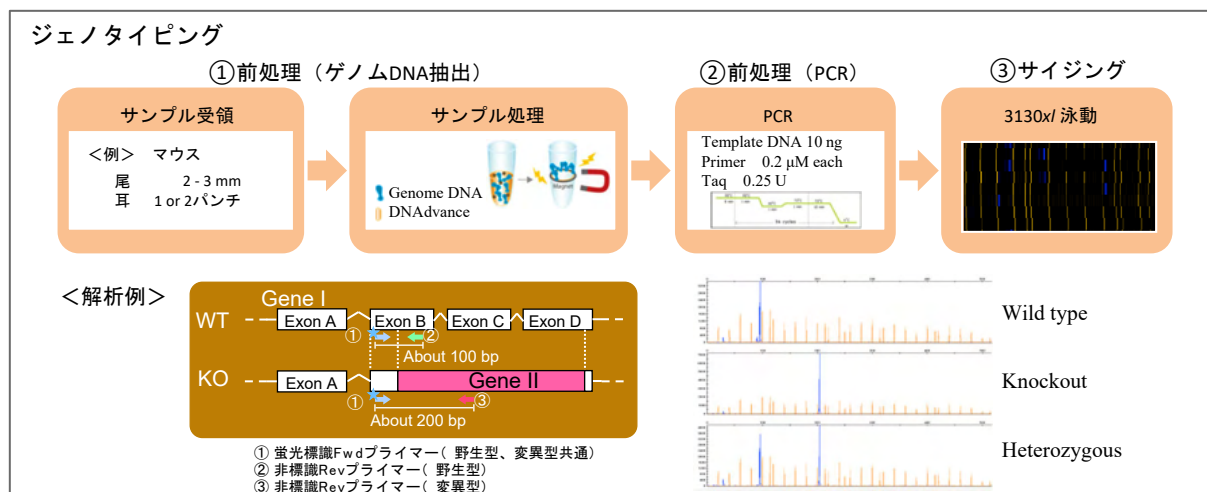 ジェノタイピング
①前処理（ゲノムDNA抽出）
②前処理（PCR）
③サイジング
サンプル受領
＜例＞ マウス
尾 2 - 3 mm
耳 1 or 2パンチ
サンプル処理
Genome DNA
DNAdvance
Magnet
PCR
Template DNA 10 ng
Primer 0.2 µM each
Taq 0.25 U
3130xl 泳動
＜解析例＞
Gene I
WT
Exon A
Exon B
Exon C
Exon D
①
②
About 100 bp
KO
Exon A
Gene II
①
③
About 200 bp
① 蛍光標識Fwdプライマー( 野生型、変異型共通)
② 非標識Revプライマー( 野生型)
③ 非標識Revプライマー( 変異型)
Wild type
Knockout
Heterozygous